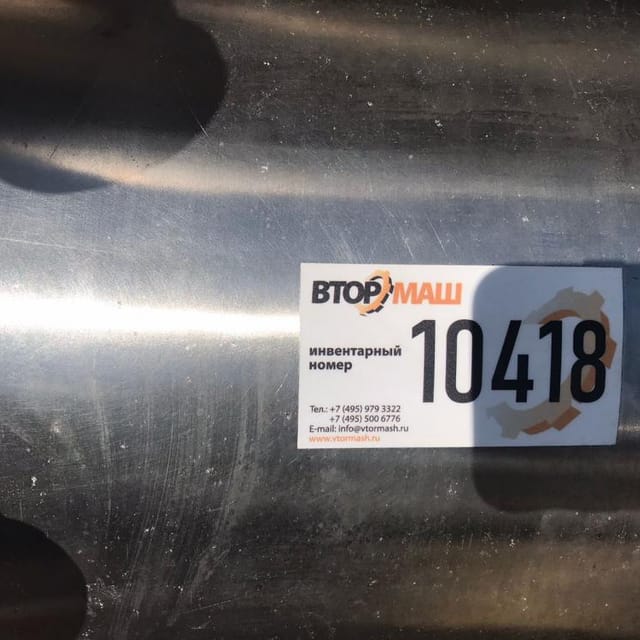 ВТОРМАШ
инвентарный
номер
10418
Тел.: +7 (495) 979 3322
+7 (495) 500 6776
E-mail: info@vtormash.ru
www.vtormash.ru